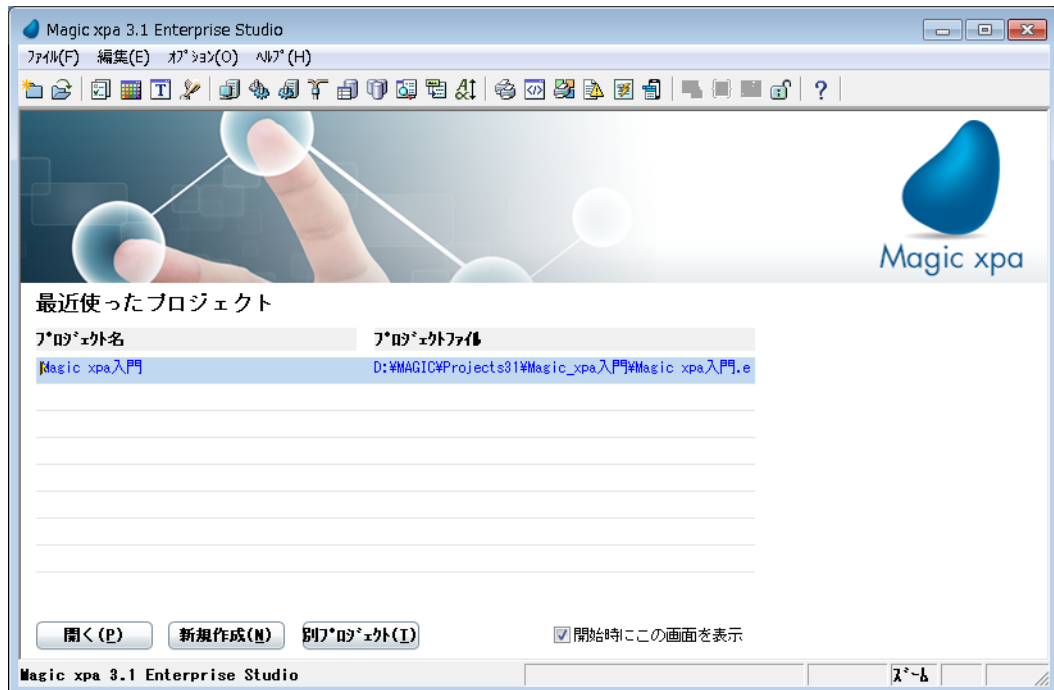 Magic xpa 3.1 Enterprise Studio
ﾌｧｲﾙ(F) 編集(E) ｵﾌﾟｼｮﾝ(O) ﾍﾙﾌﾟ(H)
Magic xpa
最近使ったプロジェクト
ﾌﾟﾛｼﾞｪｸﾄ名 ﾌﾟﾛｼﾞｪｸﾄﾌｧｲﾙ
Magic xpa入門 D:¥MAGIC¥Projects31¥Magic_xpa入門¥Magic xpa入門.e
開く(P) 新規作成(N) 別ﾌﾟﾛｼﾞｪｸﾄ(I) 開始時にこの画面を表示
Magic xpa 3.1 Enterprise Studio ｽﾞｰﾑ